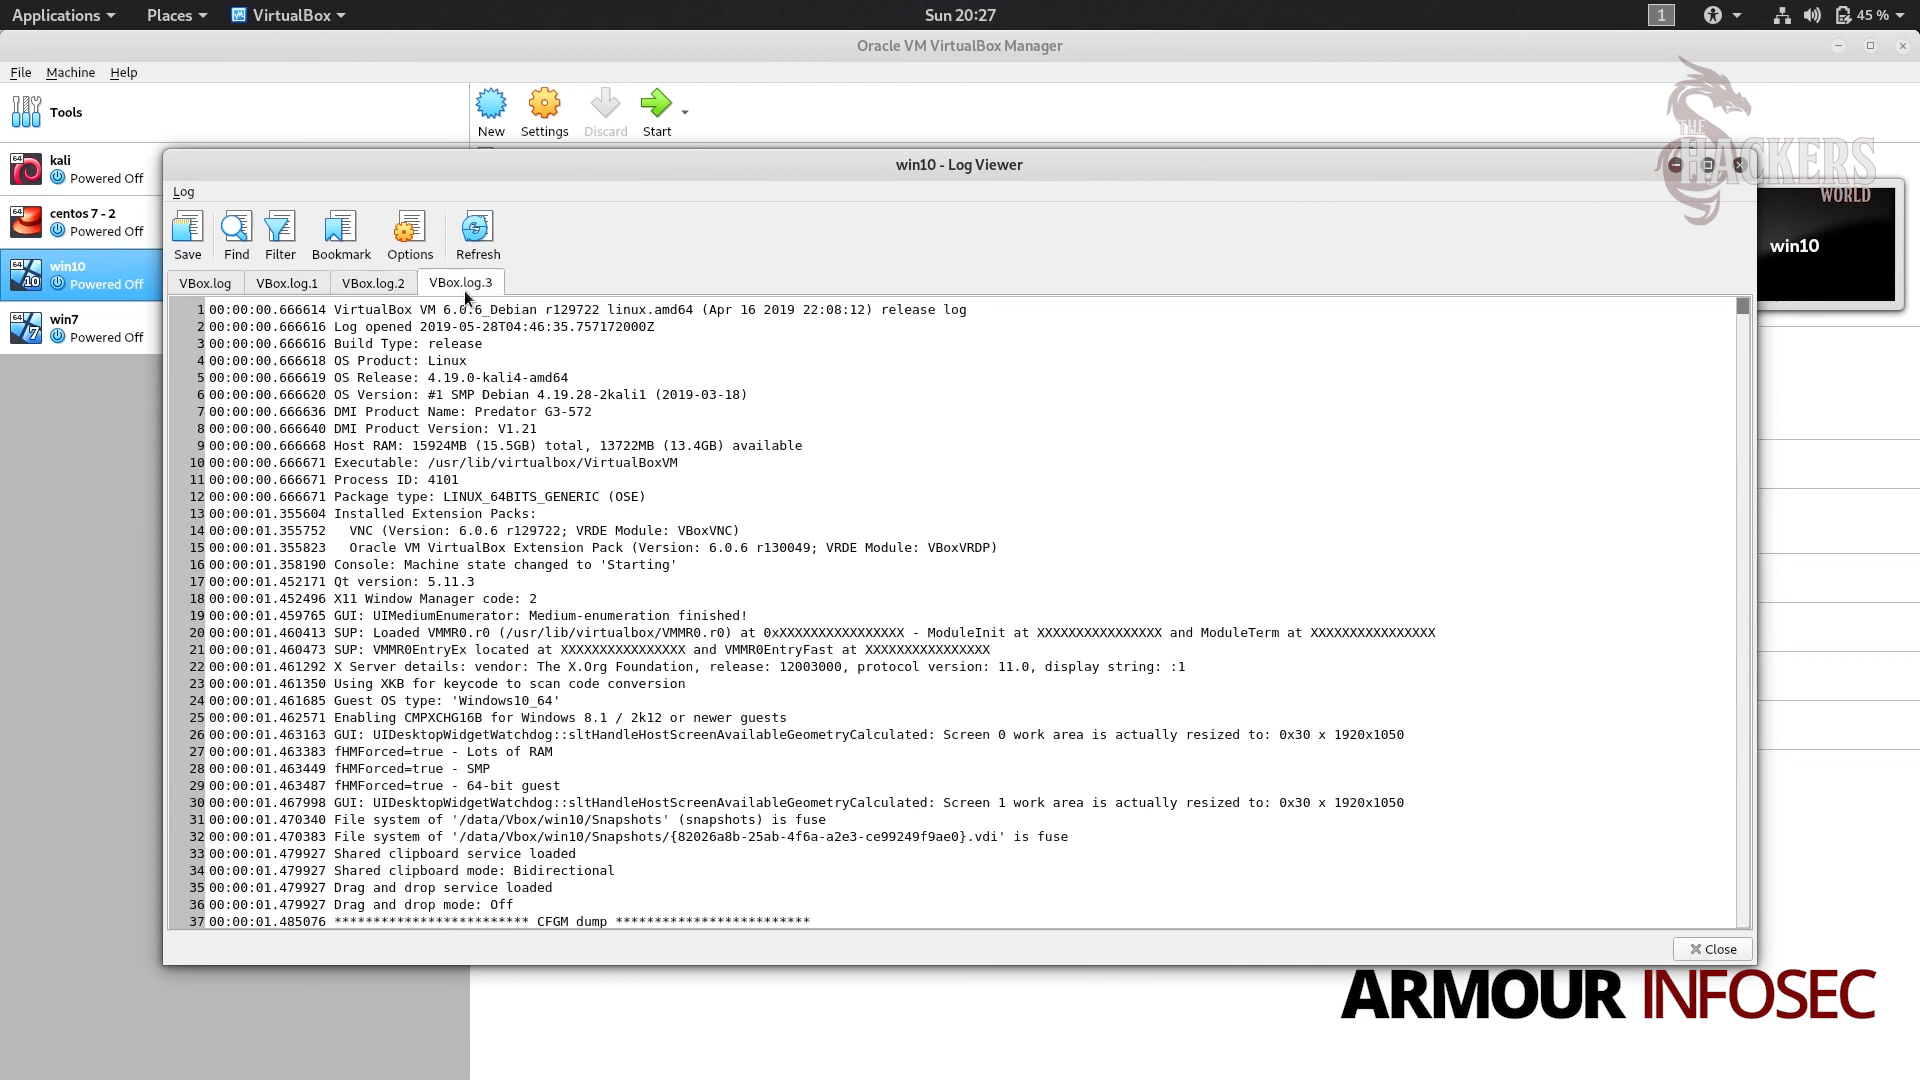 Applications Places VirtualBox Sun 20:27 1 45 %
Oracle VM VirtualBox Manager
File Machine Help
Tools
New Settings Discard Start
kali
Powered Off
centos 7 - 2
Powered Off
win10
Powered Off
win7
Powered Off
THE
HACKERS
WORLD
win10
win10 - Log Viewer
Log
Save Find Filter Bookmark Options Refresh
VBox.log VBox.log.1 VBox.log.2 VBox.log.3
1 00:00:00.666614 VirtualBox VM 6.0.6_Debian r129722 linux.amd64 (Apr 16 2019 22:08:12) release log
2 00:00:00.666616 Log opened 2019-05-28T04:46:35.757172000Z
3 00:00:00.666616 Build Type: release
4 00:00:00.666618 OS Product: Linux
5 00:00:00.666619 OS Release: 4.19.0-kali4-amd64
6 00:00:00.666620 OS Version: #1 SMP Debian 4.19.28-2kali1 (2019-03-18)
7 00:00:00.666636 DMI Product Name: Predator G3-572
8 00:00:00.666640 DMI Product Version: V1.21
9 00:00:00.666668 Host RAM: 15924MB (15.5GB) total, 13722MB (13.4GB) available
10 00:00:00.666671 Executable: /usr/lib/virtualbox/VirtualBoxVM
11 00:00:00.666671 Process ID: 4101
12 00:00:00.666671 Package type: LINUX_64BITS_GENERIC (OSE)
13 00:00:01.355604 Installed Extension Packs:
14 00:00:01.355752   VNC (Version: 6.0.6 r129722; VRDE Module: VBoxVNC)
15 00:00:01.355823   Oracle VM VirtualBox Extension Pack (Version: 6.0.6 r130049; VRDE Module: VBoxVRDP)
16 00:00:01.358190 Console: Machine state changed to 'Starting'
17 00:00:01.452171 Qt version: 5.11.3
18 00:00:01.452496 X11 Window Manager code: 2
19 00:00:01.459765 GUI: UIMediumEnumerator: Medium-enumeration finished!
20 00:00:01.460413 SUP: Loaded VMMR0.r0 (/usr/lib/virtualbox/VMMR0.r0) at 0xXXXXXXXXXXXXXXXX - ModuleInit at XXXXXXXXXXXXXXXX and ModuleTerm at XXXXXXXXXXXXXXXX
21 00:00:01.460473 SUP: VMMR0EntryEx located at XXXXXXXXXXXXXXXX and VMMR0EntryFast at XXXXXXXXXXXXXXXX
22 00:00:01.461292 X Server details: vendor: The X.Org Foundation, release: 12003000, protocol version: 11.0, display string: :1
23 00:00:01.461350 Using XKB for keycode to scan code conversion
24 00:00:01.461685 Guest OS type: 'Windows10_64'
25 00:00:01.462571 Enabling CMPXCHG16B for Windows 8.1 / 2k12 or newer guests
26 00:00:01.463163 GUI: UIDesktopWidgetWatchdog::sltHandleHostScreenAvailableGeometryCalculated: Screen 0 work area is actually resized to: 0x30 x 1920x1050
27 00:00:01.463383 fHMForced=true - Lots of RAM
28 00:00:01.463449 fHMForced=true - SMP
29 00:00:01.463487 fHMForced=true - 64-bit guest
30 00:00:01.467998 GUI: UIDesktopWidgetWatchdog::sltHandleHostScreenAvailableGeometryCalculated: Screen 1 work area is actually resized to: 0x30 x 1920x1050
31 00:00:01.470340 File system of '/data/Vbox/win10/Snapshots' (snapshots) is fuse
32 00:00:01.470383 File system of '/data/Vbox/win10/Snapshots/{82026a8b-25ab-4f6a-a2e3-ce99249f9ae0}.vdi' is fuse
33 00:00:01.479927 Shared clipboard service loaded
34 00:00:01.479927 Shared clipboard mode: Bidirectional
35 00:00:01.479927 Drag and drop service loaded
36 00:00:01.479927 Drag and drop mode: Off
37 00:00:01.485076 ************************* CFGM dump *************************
Close
ARMOUR INFOSEC